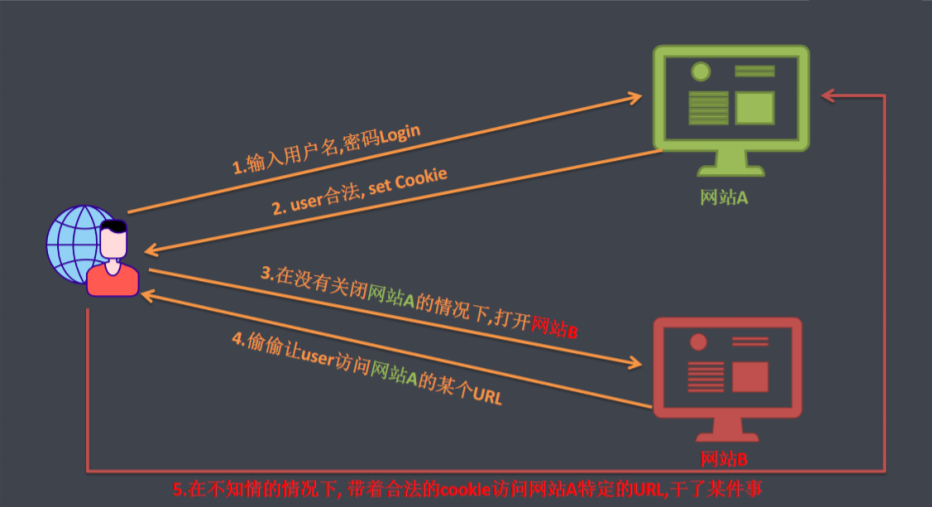 1.输入用户名,密码Login
网站A
2. user合法, set Cookie
3.在没有关闭网站A的情况下,打开网站B
4.偷偷让user访问网站A的某个URL
网站B
5.在不知情的情况下, 带着合法的cookie访问网站A特定的URL,干了某件事